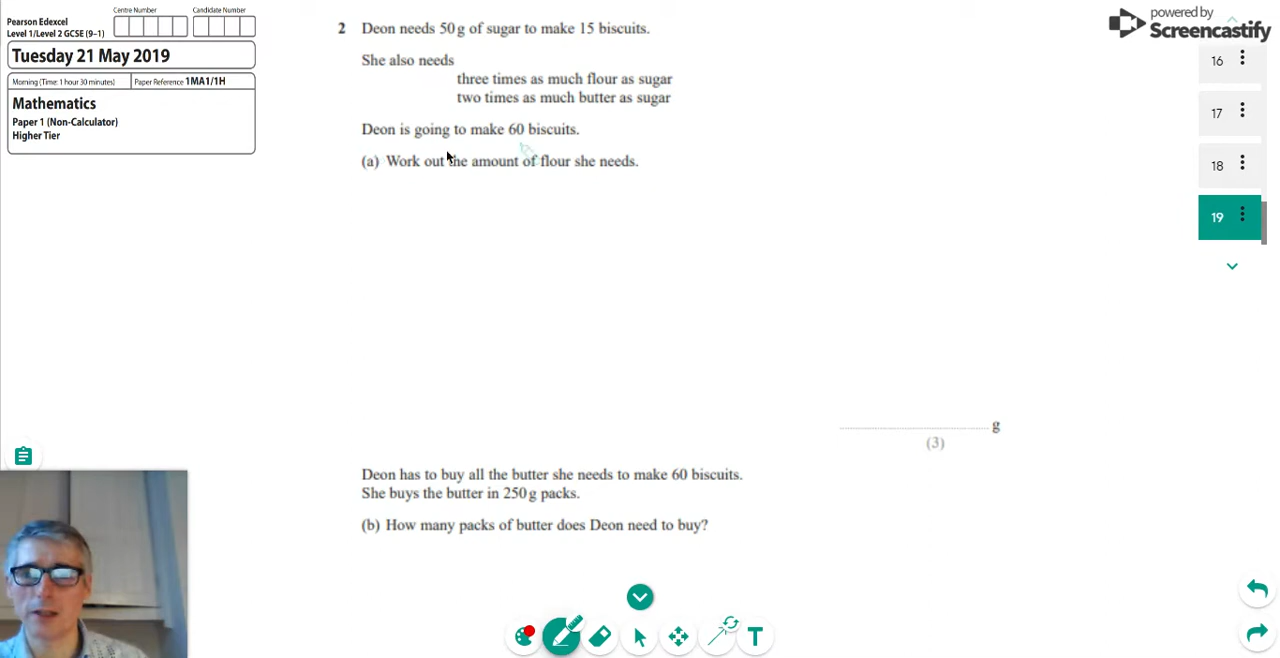 Pearson Edexcel
Level 1/Level 2 GCSE (9–1)
Centre Number
Candidate Number
Tuesday 21 May 2019
Morning (Time: 1 hour 30 minutes)
Paper Reference 1MA1/1H
Mathematics
Paper 1 (Non-Calculator)
Higher Tier
2 Deon needs 50 g of sugar to make 15 biscuits.
She also needs
three times as much flour as sugar
two times as much butter as sugar
Deon is going to make 60 biscuits.
(a) Work out the amount of flour she needs.
g
(3)
Deon has to buy all the butter she needs to make 60 biscuits.
She buys the butter in 250 g packs.
(b) How many packs of butter does Deon need to buy?
powered by
Screencastify
16
17
18
19
T